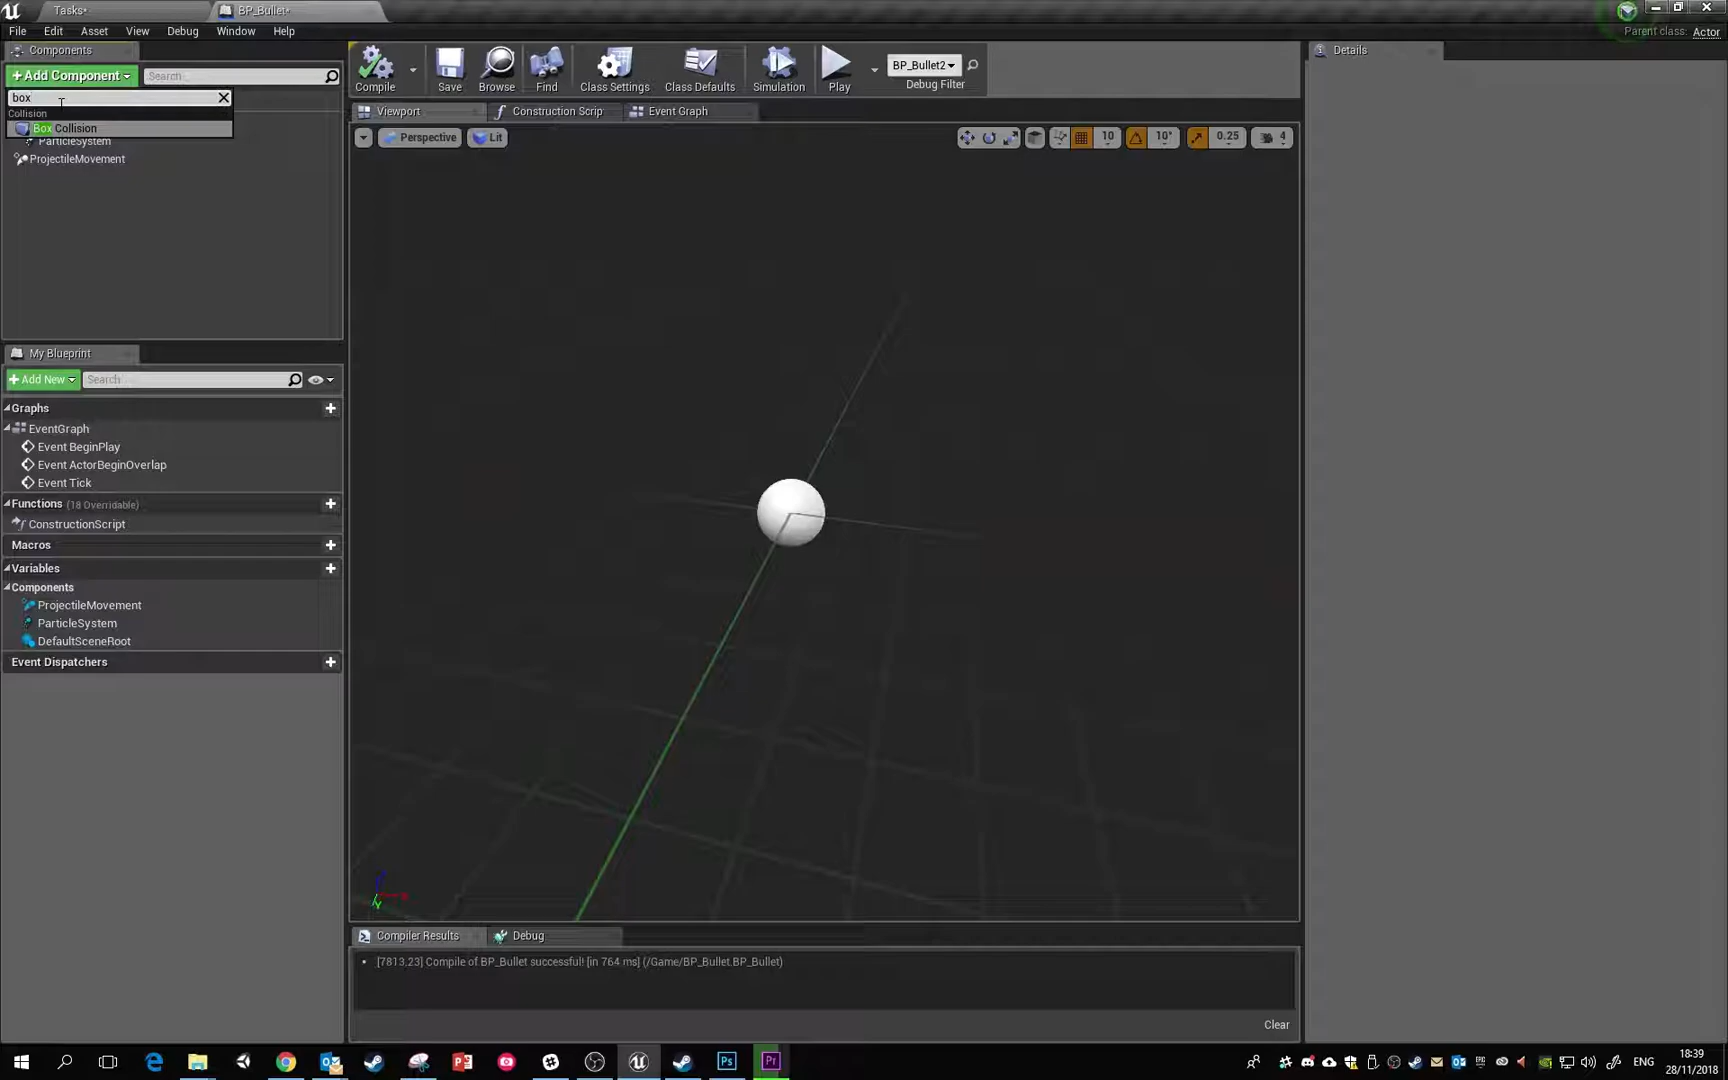 Tasks*
BP_Bullet*
File
Edit
Asset
View
Debug
Window
Help
Parent class: Actor
Components
Details
+Add Component
Search
Compile
Save
Browse
Find
Class Settings
Class Defaults
Simulation
Play
BP_Bullet2
Debug Filter
box
Collision
Box Collision
ParticleSystem
ProjectileMovement
Viewport
Construction Scrip
Event Graph
Perspective
Lit
10
10°
0.25
4
My Blueprint
+Add New
Search
Graphs
EventGraph
Event BeginPlay
Event ActorBeginOverlap
Event Tick
Functions (18 Overridable)
ConstructionScript
Macros
Variables
Components
ProjectileMovement
ParticleSystem
DefaultSceneRoot
Event Dispatchers
Y
Compiler Results
Debug
[7813.23] Compile of BP_Bullet successful! [in 764 ms] (/Game/BP_Bullet.BP_Bullet)
Clear
Ps
Pr
ENG
18:39
28/11/2018